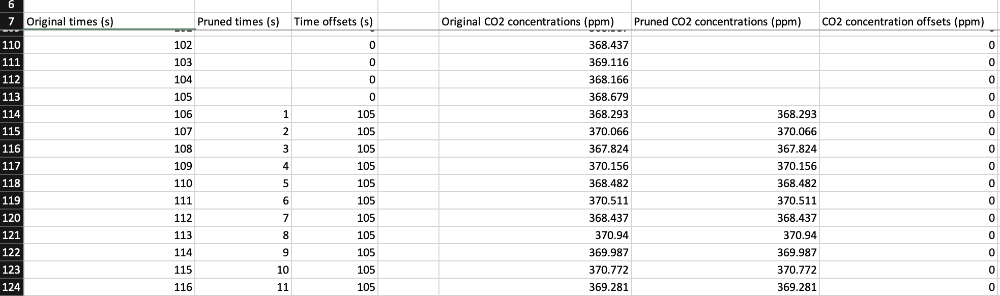 6
7 Original times (s) Pruned times (s) Time offsets (s) Original CO2 concentrations (ppm) Pruned CO2 concentrations (ppm) CO2 concentration offsets (ppm)
110 102 0 368.437 0
111 103 0 369.116 0
112 104 0 368.166 0
113 105 0 368.679 0
114 106 1 105 368.293 368.293 0
115 107 2 105 370.066 370.066 0
116 108 3 105 367.824 367.824 0
117 109 4 105 370.156 370.156 0
118 110 5 105 368.482 368.482 0
119 111 6 105 370.511 370.511 0
120 112 7 105 368.437 368.437 0
121 113 8 105 370.94 370.94 0
122 114 9 105 369.987 369.987 0
123 115 10 105 370.772 370.772 0
124 116 11 105 369.281 369.281 0